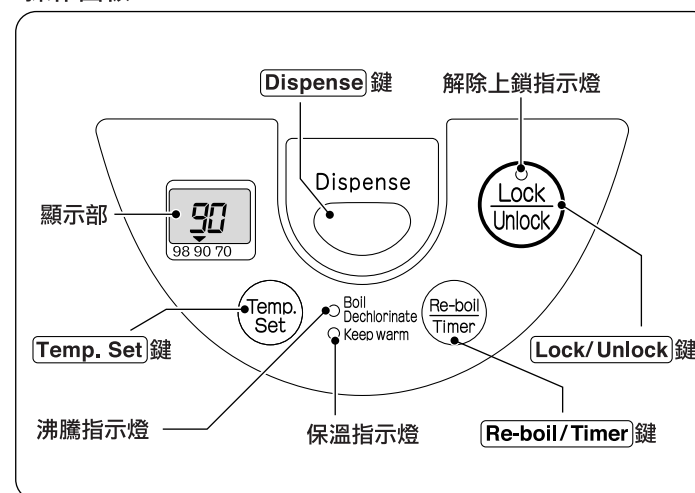 Dispense鍵
解除上鎖指示燈
Dispense
Lock
Unlock
顯示部
90
98 90 70
Temp.
Set
Boil
Dechlorinate
Keep warm
Re-boil
Timer
Temp. Set鍵
Lock/Unlock鍵
沸騰指示燈
保溫指示燈
Re-boil/Timer鍵